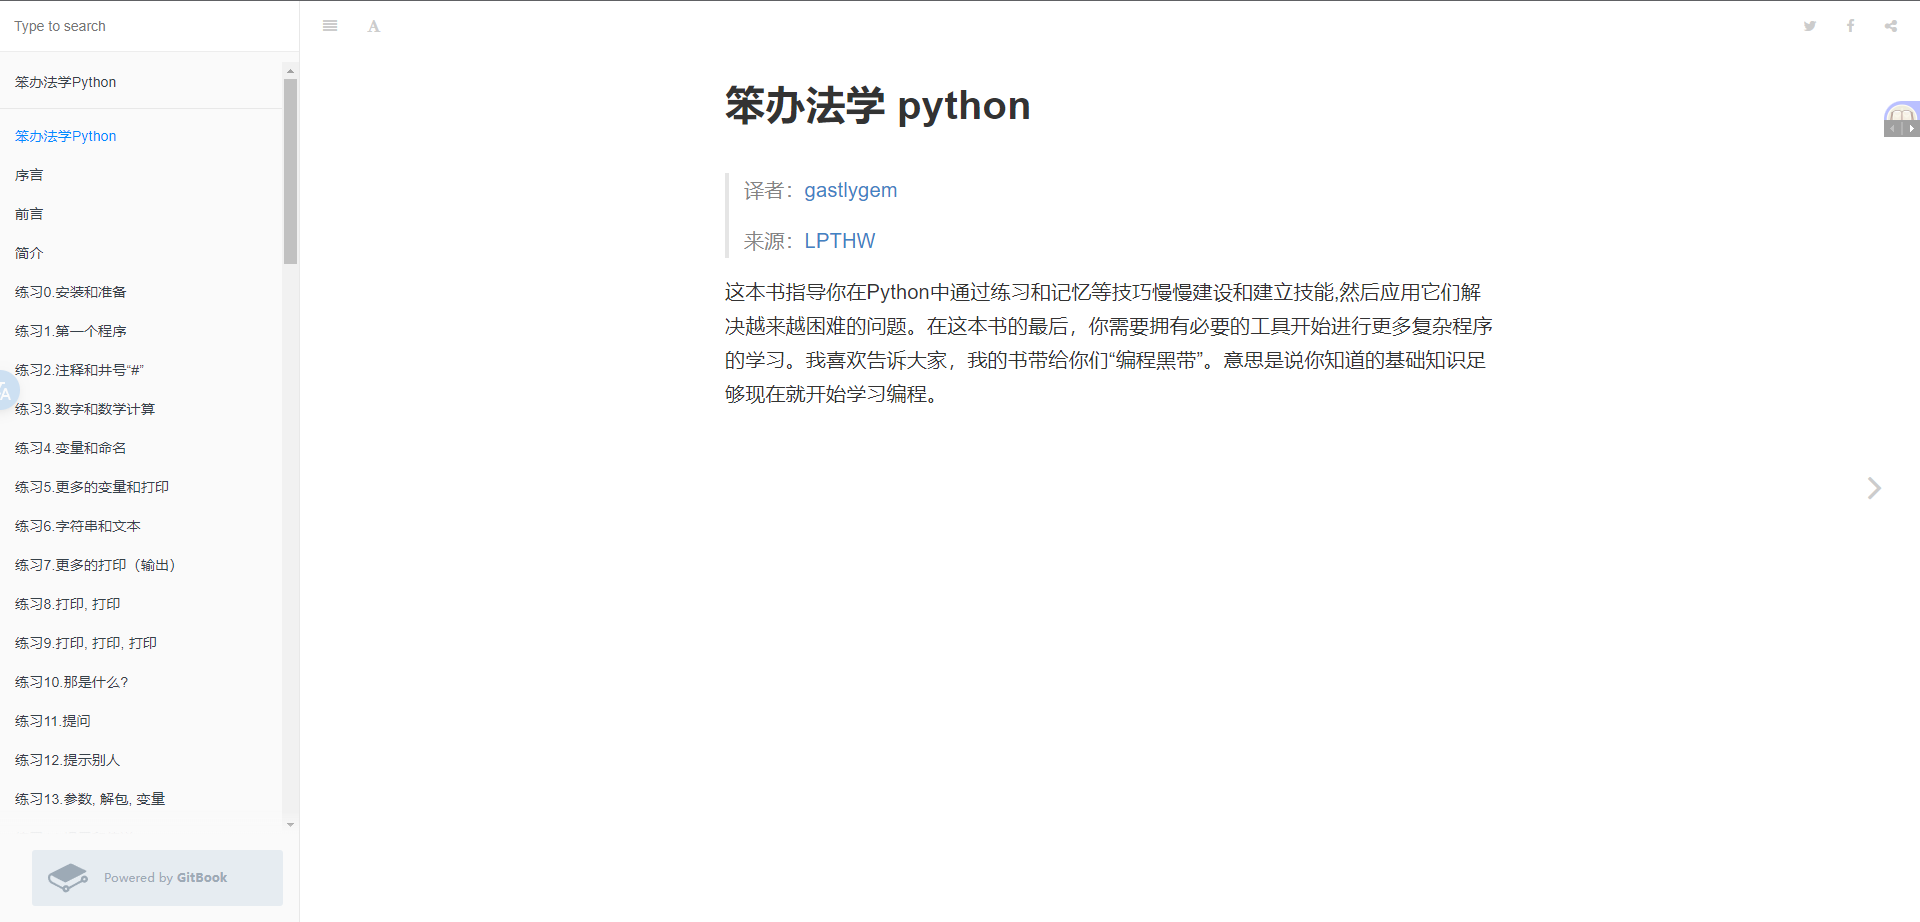 Type to search
笨办法学Python
笨办法学Python
序言
前言
简介
练习0.安装和准备
练习1.第一个程序
练习2.注释和井号“#”
练习3.数字和数学计算
练习4.变量和命名
练习5.更多的变量和打印
练习6.字符串和文本
练习7.更多的打印（输出）
练习8.打印, 打印
练习9.打印, 打印, 打印
练习10.那是什么?
练习11.提问
练习12.提示别人
练习13.参数, 解包, 变量
Powered by GitBook
A
笨办法学 python
译者：gastlygem
来源：LPTHW
这本书指导你在Python中通过练习和记忆等技巧慢慢建设和建立技能,然后应用它们解
决越来越困难的问题。在这本书的最后，你需要拥有必要的工具开始进行更多复杂程序
的学习。我喜欢告诉大家，我的书带给你们“编程黑带”。意思是说你知道的基础知识足
够现在就开始学习编程。